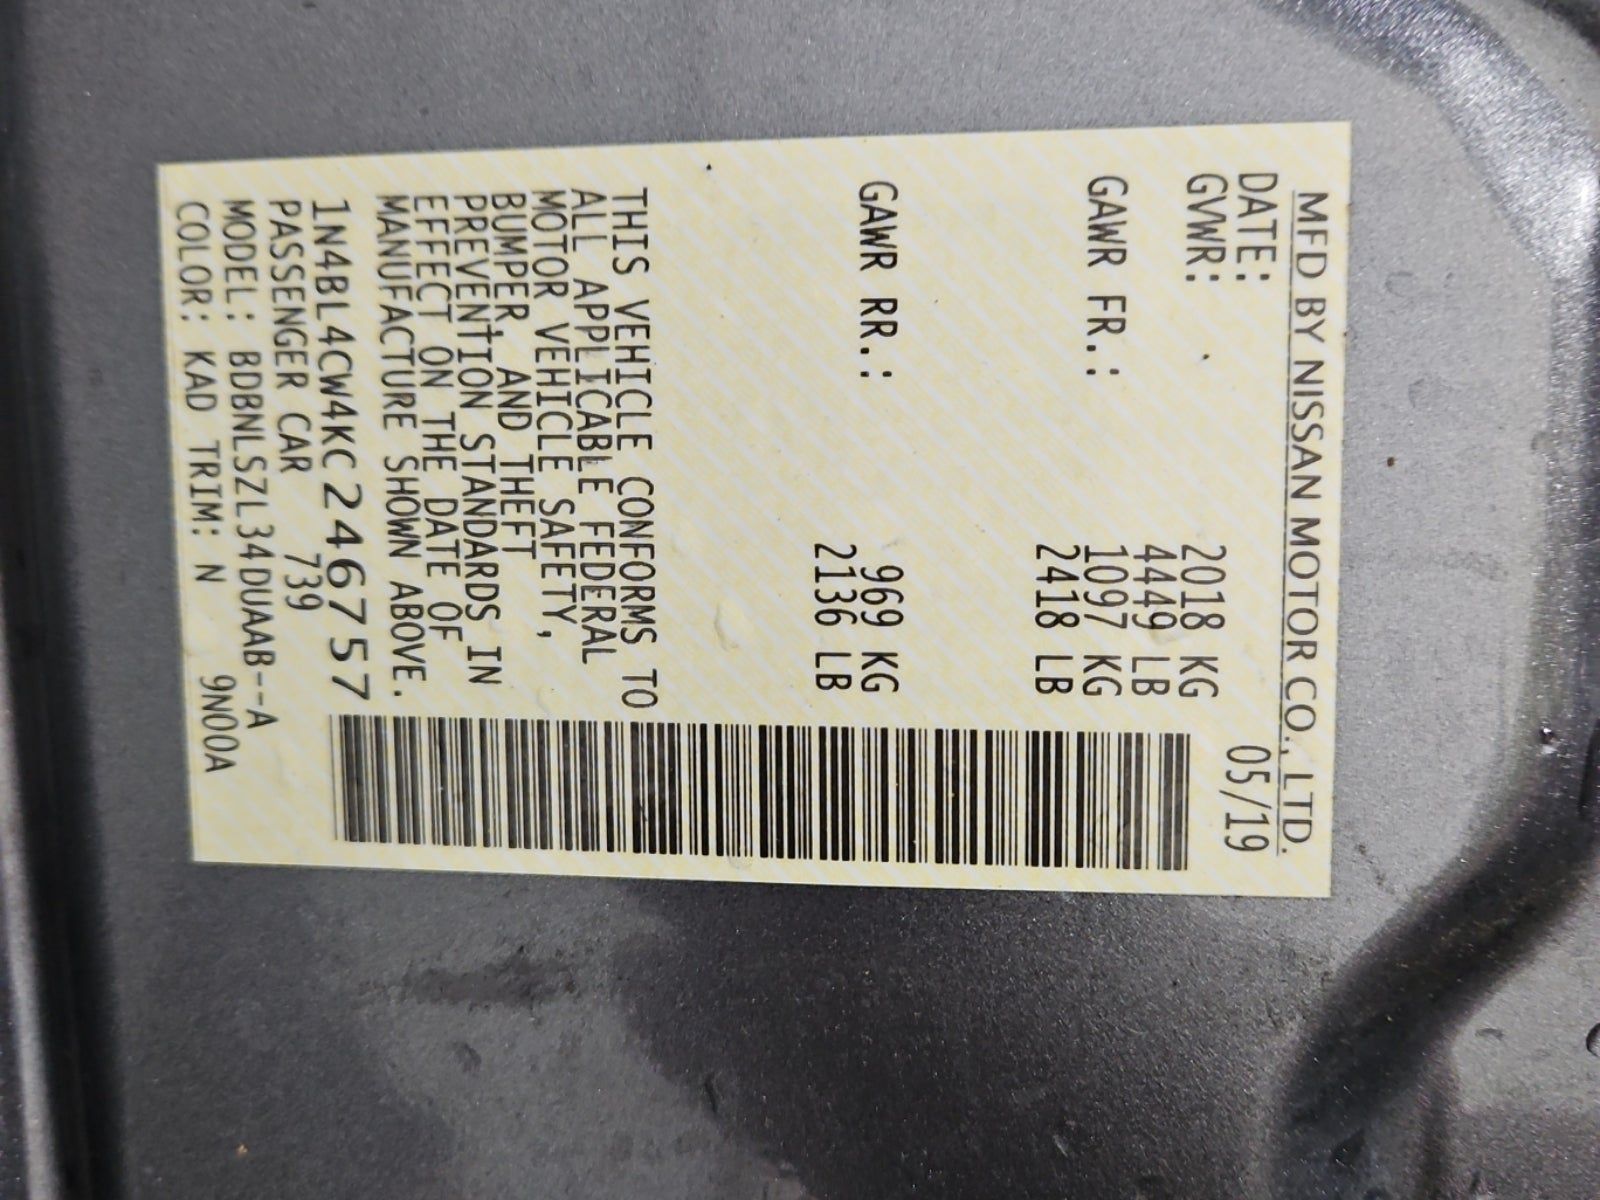 MFD BY NISSAN MOTOR CO., LTD.
DATE: 05/19
GVWR: 2018 KG
4449 LB
GAWR FR.: 1097 KG
2418 LB
GAWR RR.: 969 KG
2136 LB
THIS VEHICLE CONFORMS TO
ALL APPLICABLE FEDERAL
MOTOR VEHICLE SAFETY,
BUMPER, AND THEFT
PREVENTION STANDARDS IN
EFFECT ON THE DATE OF
MANUFACTURE SHOWN ABOVE.
1N4BL4CW4KC246757
PASSENGER CAR 739
MODEL: BDBNLSZL34DUAAB--A
COLOR: KAD TRIM: N 9N00A